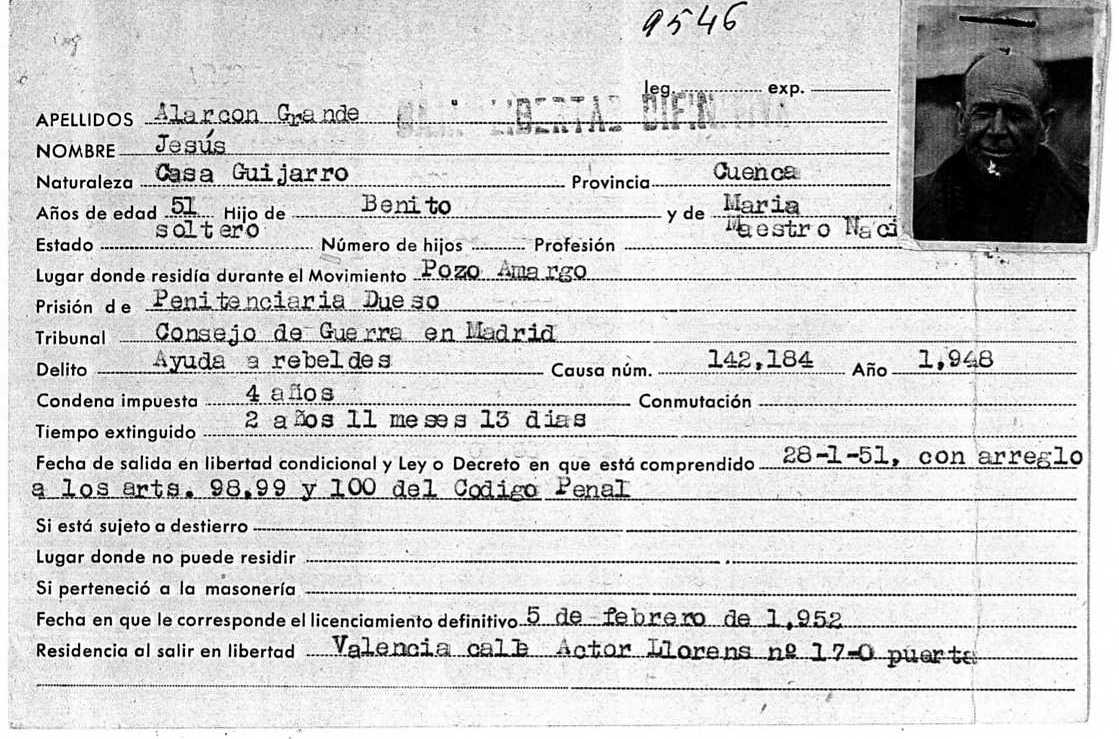 9546
leg. exp.
LIBERTAD DIFINITIVA
APELLIDOS Alarcon Grande
NOMBRE Jesús
Naturaleza Casa Guijarro Provincia Cuenca
Años de edad 51 Hijo de Benito y de Maria
Estado soltero Número de hijos Profesión Maestro Naci
Lugar donde residía durante el Movimiento Pozo Amargo
Prisión de Penitenciaria Dueso
Tribunal Consejo de Guerra en Madrid
Delito Ayuda a rebeldes Causa núm. 142,184 Año 1,948
Condena impuesta 4 años Conmutación
Tiempo extinguido 2 años 11 meses 13 dias
Fecha de salida en libertad condicional y Ley o Decreto en que está comprendido 28-1-51, con arreglo
a los arts. 98,99 y 100 del Codigo Penal
Si está sujeto a destierro
Lugar donde no puede residir
Si perteneció a la masonería
Fecha en que le corresponde el licenciamiento definitivo 5 de febrero de 1,952
Residencia al salir en libertad Valencia calle Actor Llorens nº 17-0 puerta